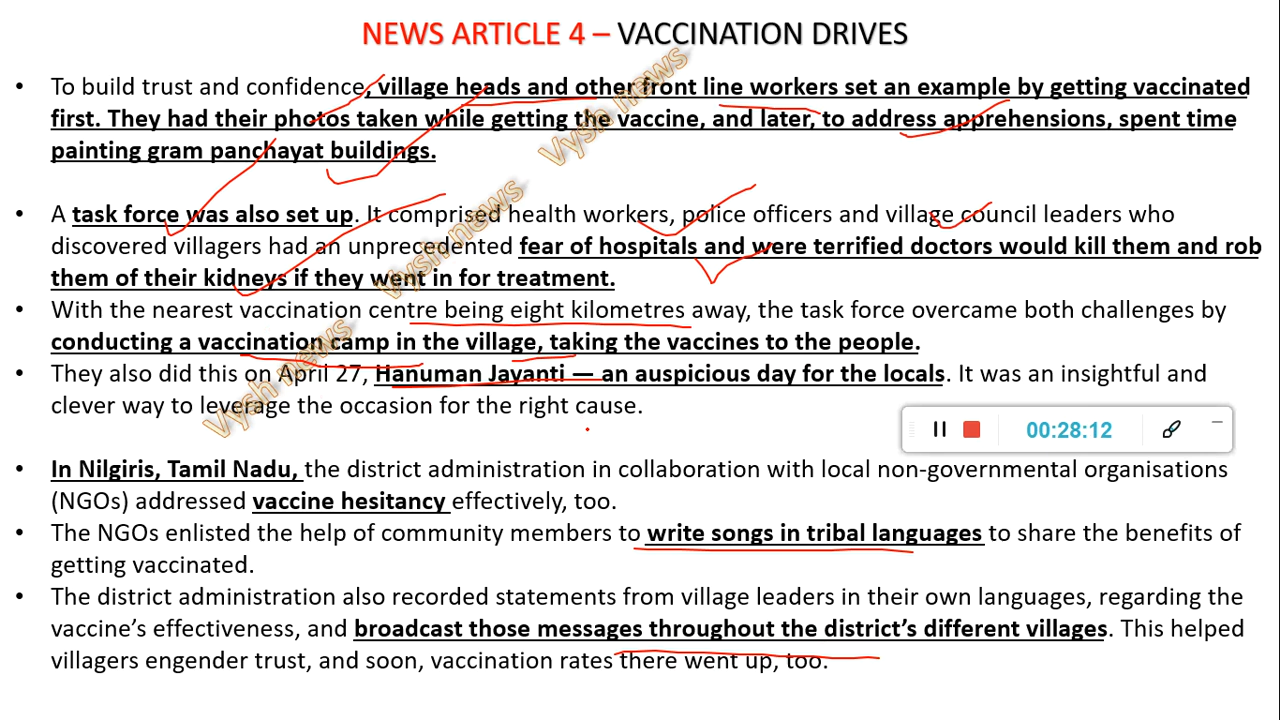 NEWS ARTICLE 4 – VACCINATION DRIVES
• To build trust and confidence, village heads and other front line workers set an example by getting vaccinated
first. They had their photos taken while getting the vaccine, and later, to address apprehensions, spent time
painting gram panchayat buildings.
• A task force was also set up. It comprised health workers, police officers and village council leaders who
discovered villagers had an unprecedented fear of hospitals and were terrified doctors would kill them and rob
them of their kidneys if they went in for treatment.
• With the nearest vaccination centre being eight kilometres away, the task force overcame both challenges by
conducting a vaccination camp in the village, taking the vaccines to the people.
• They also did this on April 27, Hanuman Jayanti — an auspicious day for the locals. It was an insightful and
clever way to leverage the occasion for the right cause.
00:28:12
• In Nilgiris, Tamil Nadu, the district administration in collaboration with local non-governmental organisations
(NGOs) addressed vaccine hesitancy effectively, too.
• The NGOs enlisted the help of community members to write songs in tribal languages to share the benefits of
getting vaccinated.
• The district administration also recorded statements from village leaders in their own languages, regarding the
vaccine's effectiveness, and broadcast those messages throughout the district's different villages. This helped
villagers engender trust, and soon, vaccination rates there went up, too.
Vysh news
Vysh news
Vysh news